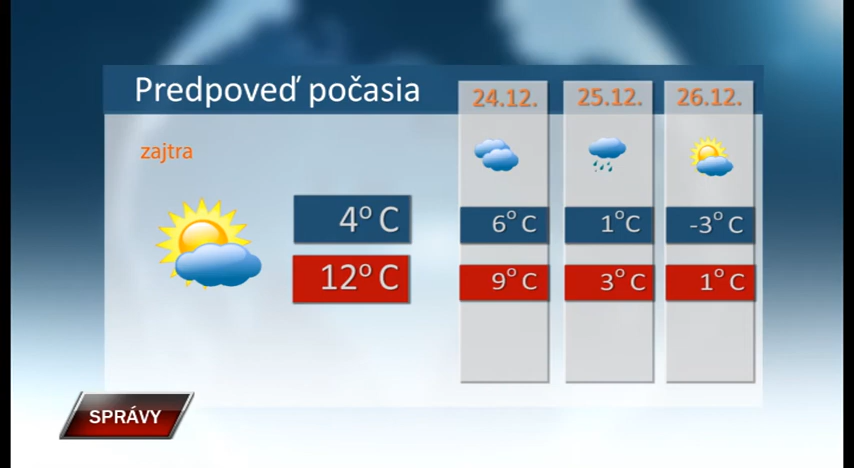 Predpoveď počasia
zajtra
4° C
12° C
24.12. 25.12. 26.12.
6° C 1°C -3° C
9° C 3° C 1° C
SPRÁVY